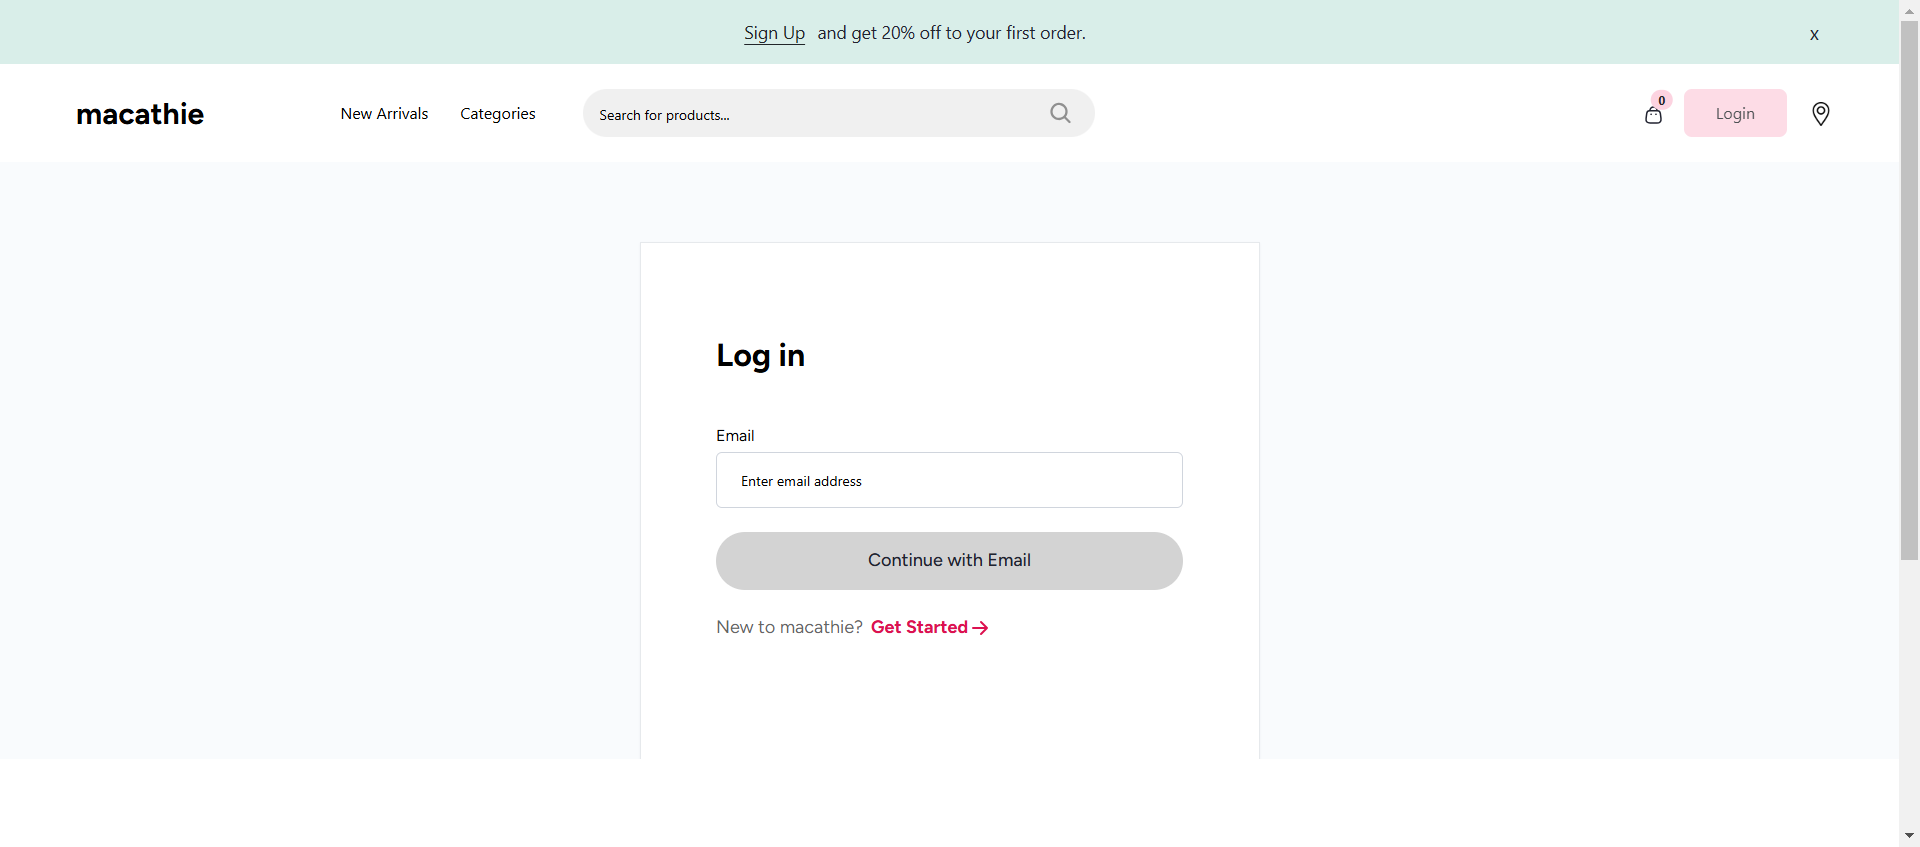 Sign Up and get 20% off to your first order.
x
macathie
New Arrivals
Categories
Search for products...
0
Login
Log in
Email
Enter email address
Continue with Email
New to macathie? Get Started →